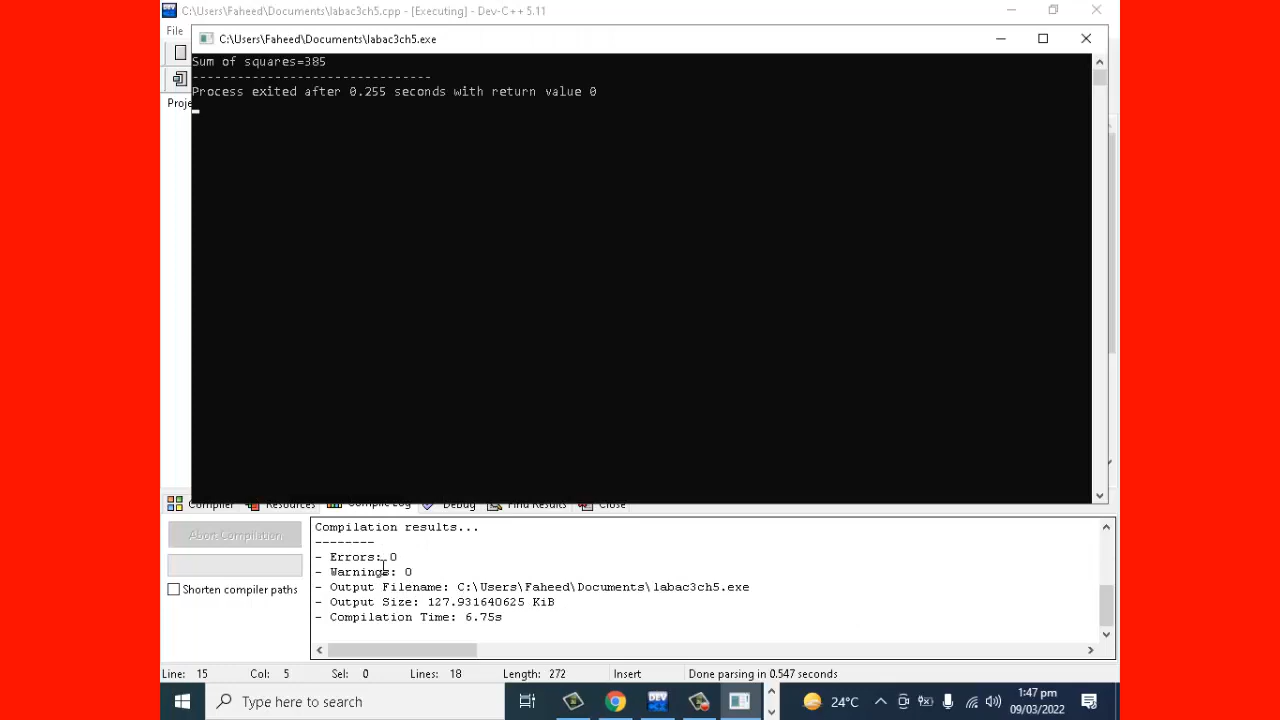 C:\Users\Faheed\Documents\labac3ch5.cpp - [Executing] - Dev-C++ 5.11
File
C:\Users\Faheed\Documents\labac3ch5.exe
Sum of squares=385
--------------------------------
Process exited after 0.255 seconds with return value 0
Proje
Compiler Resources Compile Log Debug Find Results Close
Abort Compilation
Shorten compiler paths
Compilation results...
--------
- Errors: 0
- Warnings: 0
- Output Filename: C:\Users\Faheed\Documents\labac3ch5.exe
- Output Size: 127.931640625 KiB
- Compilation Time: 6.75s
Line: 15 Col: 5 Sel: 0 Lines: 18 Length: 272 Insert Done parsing in 0.547 seconds
Type here to search
DEV
24°C
1:47 pm
09/03/2022